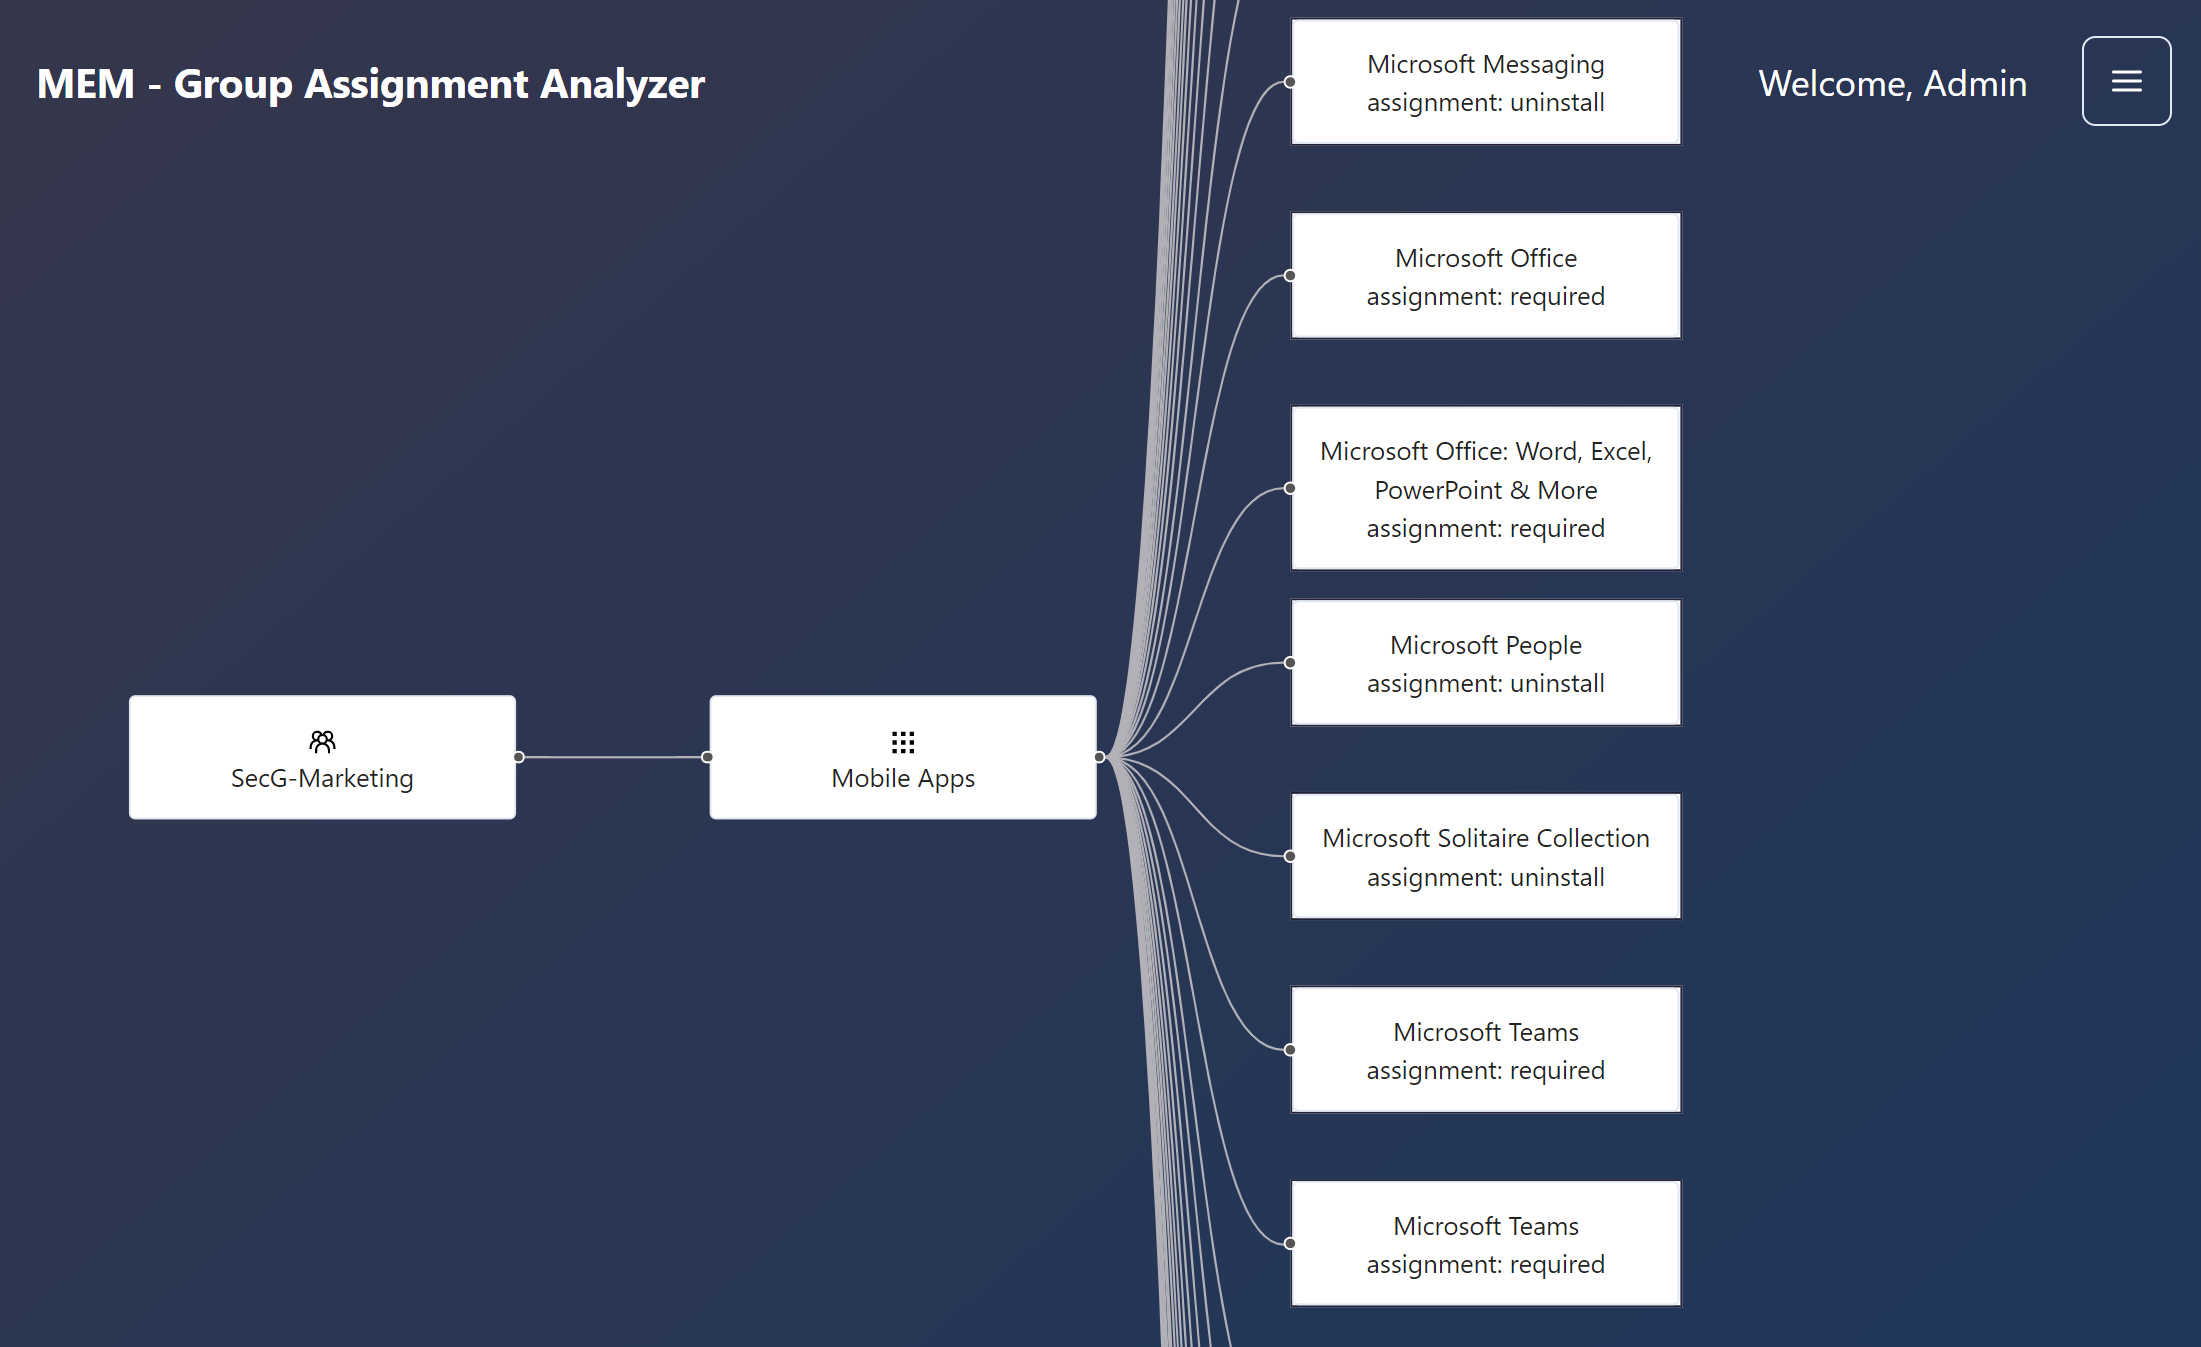 MEM - Group Assignment Analyzer
Welcome, Admin
Microsoft Messaging
assignment: uninstall
Microsoft Office
assignment: required
Microsoft Office: Word, Excel,
PowerPoint & More
assignment: required
Microsoft People
assignment: uninstall
SecG-Marketing
Mobile Apps
Microsoft Solitaire Collection
assignment: uninstall
Microsoft Teams
assignment: required
Microsoft Teams
assignment: required